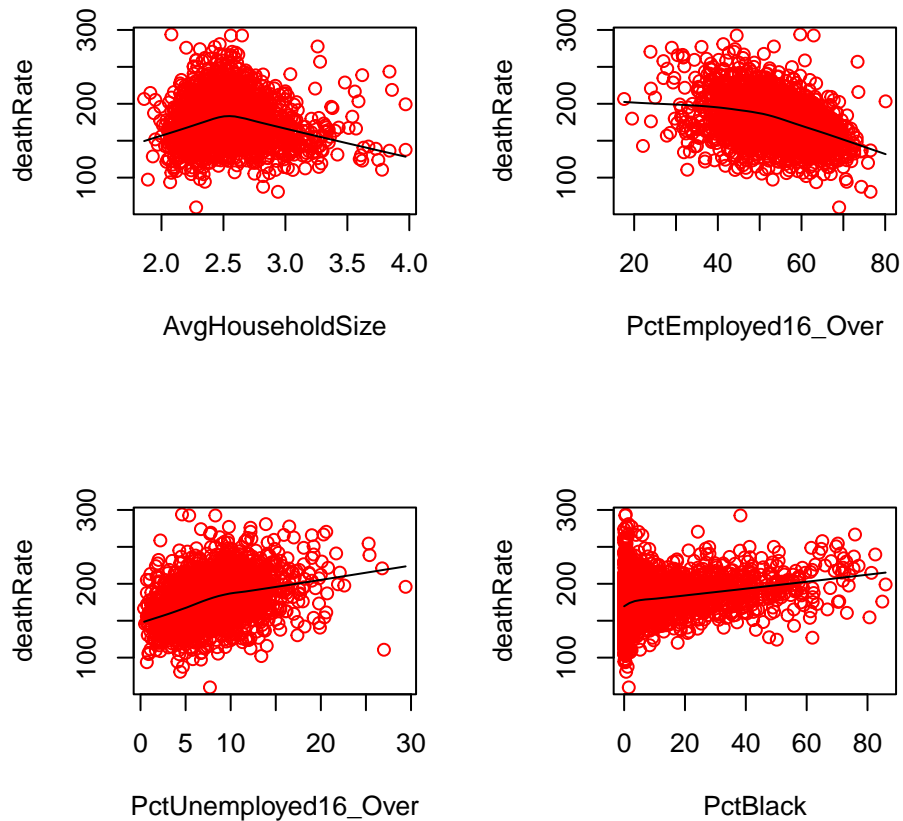 deathRate
100 200 300
2.0 2.5 3.0 3.5 4.0
AvgHouseholdSize
deathRate
100 200 300
20 40 60 80
PctEmployed16_Over
deathRate
100 200 300
0 5 10 20 30
PctUnemployed16_Over
deathRate
100 200 300
0 20 40 60 80
PctBlack